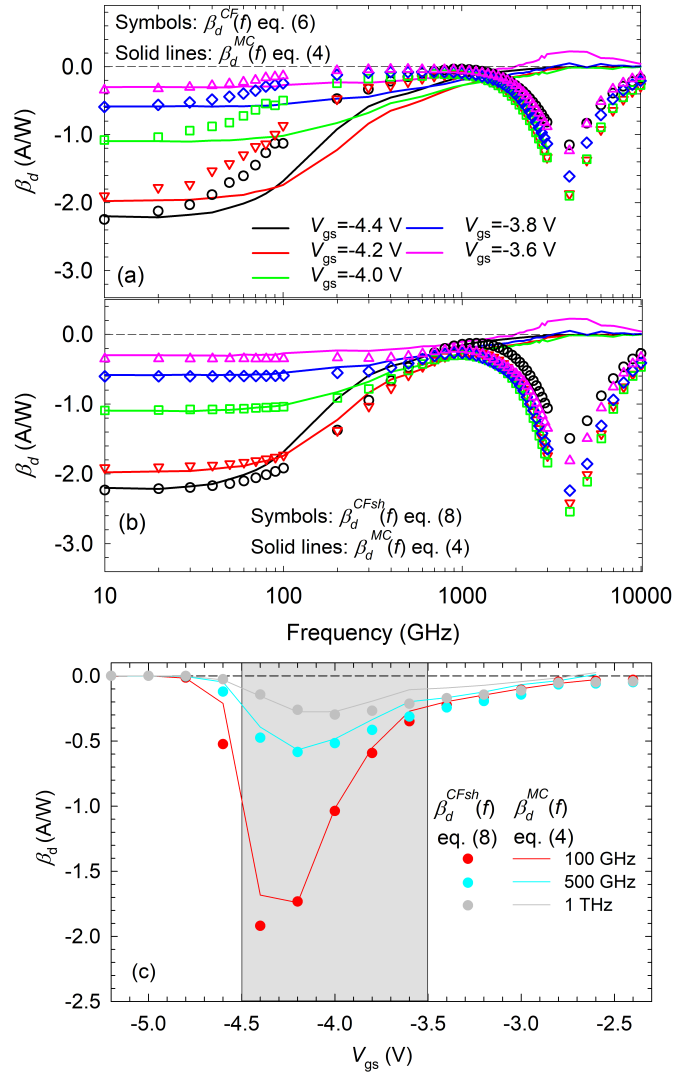 Symbols: β_d^CF(f) eq. (6)
Solid lines: β_d^MC(f) eq. (4)
0.0
-1.0
-2.0
-3.0
β_d (A/W)
V_gs=-4.4 V
V_gs=-3.8 V
V_gs=-4.2 V
V_gs=-3.6 V
V_gs=-4.0 V
(a)
0.0
-1.0
-2.0
-3.0
β_d (A/W)
(b)
Symbols: β_d^CFsh(f) eq. (8)
Solid lines: β_d^MC(f) eq. (4)
10 100 1000 10000
Frequency (GHz)
0.0
-0.5
-1.0
-1.5
-2.0
-2.5
β_d (A/W)
β_d^CFsh(f) β_d^MC(f)
eq. (8) eq. (4)
100 GHz
500 GHz
1 THz
(c)
-5.0 -4.5 -4.0 -3.5 -3.0 -2.5
V_gs (V)